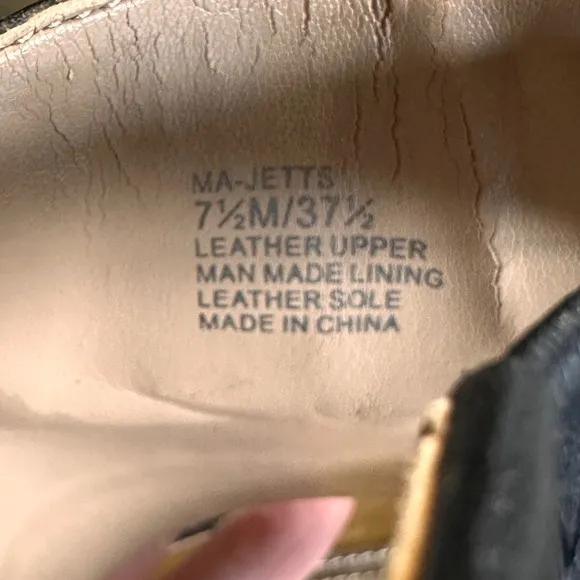 MA-JETTS
7½M/37½
LEATHER UPPER
MAN MADE LINING
LEATHER SOLE
MADE IN CHINA